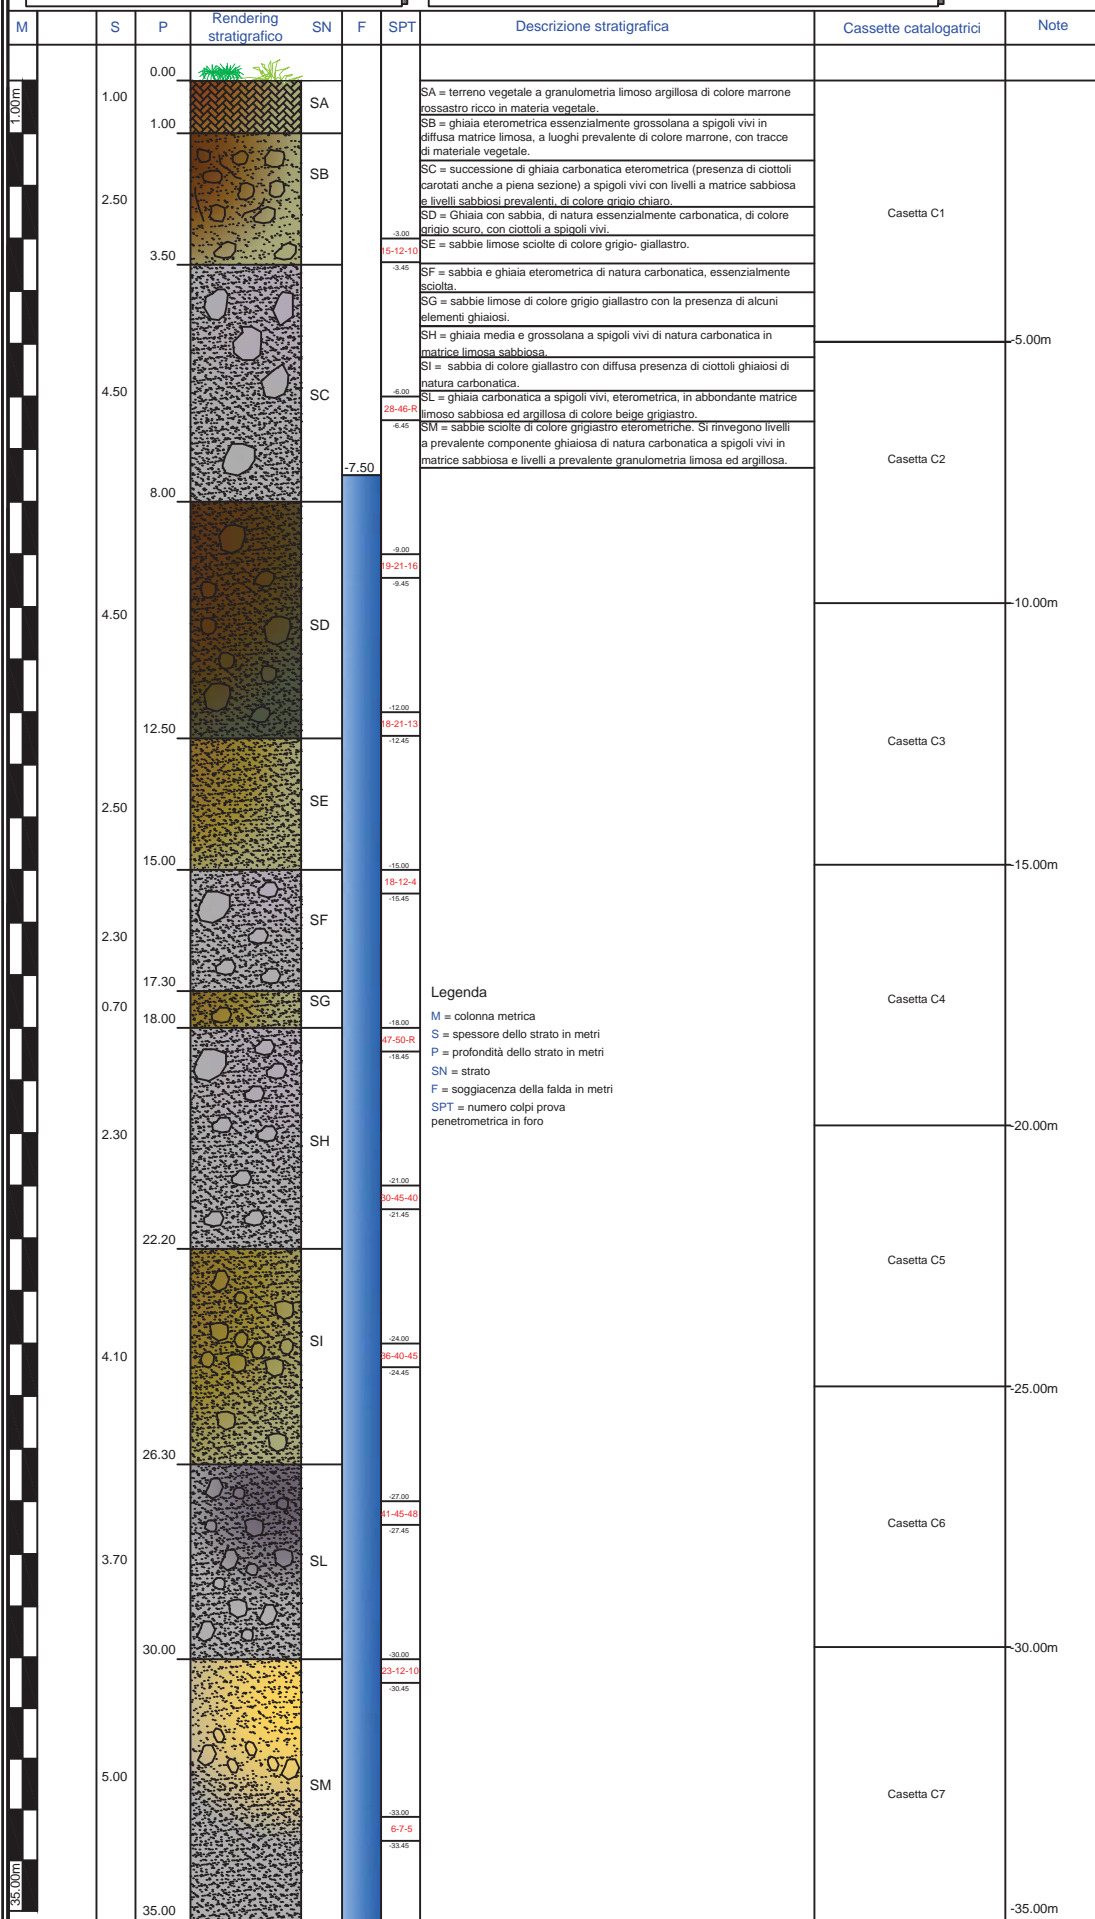 M S P Rendering stratigrafico SN F SPT Descrizione stratigrafica Cassette catalogatrici Note
1.00m
0.00
1.00 SA
1.00
SB
2.50
3.50
SC
4.50
8.00
4.50 SD
12.50
SE
2.50
15.00
SF
2.30
17.30
0.70 SG
18.00
SH
2.30
22.20
SI
4.10
26.30
SL
3.70
30.00
SM
5.00
35.00
35.00m
-7.50
-3.00
15-12-10
-3.45
-6.00
28-46-R
-6.45
-9.00
19-21-16
-9.45
-12.00
18-21-13
-12.45
-15.00
18-12-4
-15.45
-18.00
47-50-R
-18.45
-21.00
30-45-40
-21.45
-24.00
36-40-45
-24.45
-27.00
41-45-48
-27.45
-30.00
23-12-10
-30.45
-33.00
6-7-5
-33.45
SA = terreno vegetale a granulometria limoso argillosa di colore marrone
rossastro ricco in materia vegetale.
SB = ghiaia eterometrica essenzialmente grossolana a spigoli vivi in
diffusa matrice limosa, a luoghi prevalente di colore marrone, con tracce
di materiale vegetale.
SC = successione di ghiaia carbonatica eterometrica (presenza di ciottoli
carotati anche a piena sezione) a spigoli vivi con livelli a matrice sabbiosa
e livelli sabbiosi prevalenti, di colore grigio chiaro.
SD = Ghiaia con sabbia, di natura essenzialmente carbonatica, di colore
grigio scuro, con ciottoli a spigoli vivi.
SE = sabbie limose sciolte di colore grigio- giallastro.
SF = sabbia e ghiaia eterometrica di natura carbonatica, essenzialmente
sciolta.
SG = sabbie limose di colore grigio giallastro con la presenza di alcuni
elementi ghiaiosi.
SH = ghiaia media e grossolana a spigoli vivi di natura carbonatica in
matrice limosa sabbiosa.
SI = sabbia di colore giallastro con diffusa presenza di ciottoli ghiaiosi di
natura carbonatica.
SL = ghiaia carbonatica a spigoli vivi, eterometrica, in abbondante matrice
limoso sabbiosa ed argillosa di colore beige grigiastro.
SM = sabbie sciolte di colore grigiastro eterometriche. Si rinvegono livelli
a prevalente componente ghiaiosa di natura carbonatica a spigoli vivi in
matrice sabbiosa e livelli a prevalente granulometria limosa ed argillosa.
Legenda
M = colonna metrica
S = spessore dello strato in metri
P = profondità dello strato in metri
SN = strato
F = soggiacenza della falda in metri
SPT = numero colpi prova
penetrometrica in foro
Casetta C1
-5.00m
Casetta C2
-10.00m
Casetta C3
-15.00m
Casetta C4
-20.00m
Casetta C5
-25.00m
Casetta C6
-30.00m
Casetta C7
-35.00m